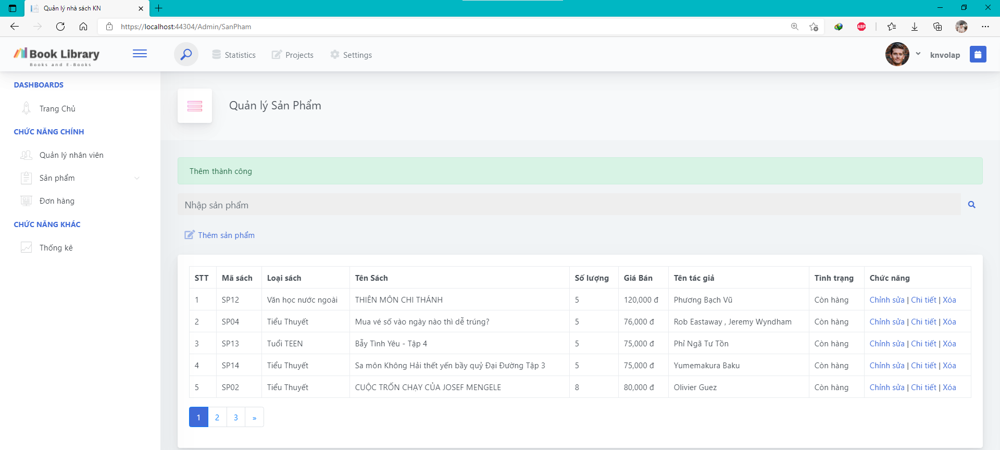 Quản lý nhà sách KN
https://localhost:44304/Admin/SanPham
ABP
Book Library
Books and E-Books
Statistics
Projects
Settings
knvolap
DASHBOARDS
Trang Chủ
CHỨC NĂNG CHÍNH
Quản lý nhân viên
Sản phẩm
Đơn hàng
CHỨC NĂNG KHÁC
Thống kê
Quản lý Sản Phẩm
Thêm thành công
Nhập sản phẩm
Thêm sản phẩm
STT Mã sách Loại sách Tên Sách Số lượng Giá Bán Tên tác giả Tình trạng Chức năng
1 SP12 Văn học nước ngoài THIÊN MÔN CHI THÁNH 5 120,000 đ Phương Bạch Vũ Còn hàng Chỉnh sửa | Chi tiết | Xóa
2 SP04 Tiểu Thuyết Mua vé số vào ngày nào thì dễ trúng? 5 76,000 đ Rob Eastaway , Jeremy Wyndham Còn hàng Chỉnh sửa | Chi tiết | Xóa
3 SP13 Tuổi TEEN Bẫy Tình Yêu - Tập 4 5 75,000 đ Phỉ Ngã Tư Tồn Còn hàng Chỉnh sửa | Chi tiết | Xóa
4 SP14 Tiểu Thuyết Sa môn Không Hải thết yến bầy quỷ Đại Đường Tập 3 5 75,000 đ Yumemakura Baku Còn hàng Chỉnh sửa | Chi tiết | Xóa
5 SP02 Tiểu Thuyết CUỘC TRỐN CHẠY CỦA JOSEF MENGELE 8 80,000 đ Olivier Guez Còn hàng Chỉnh sửa | Chi tiết | Xóa
1 2 3 »